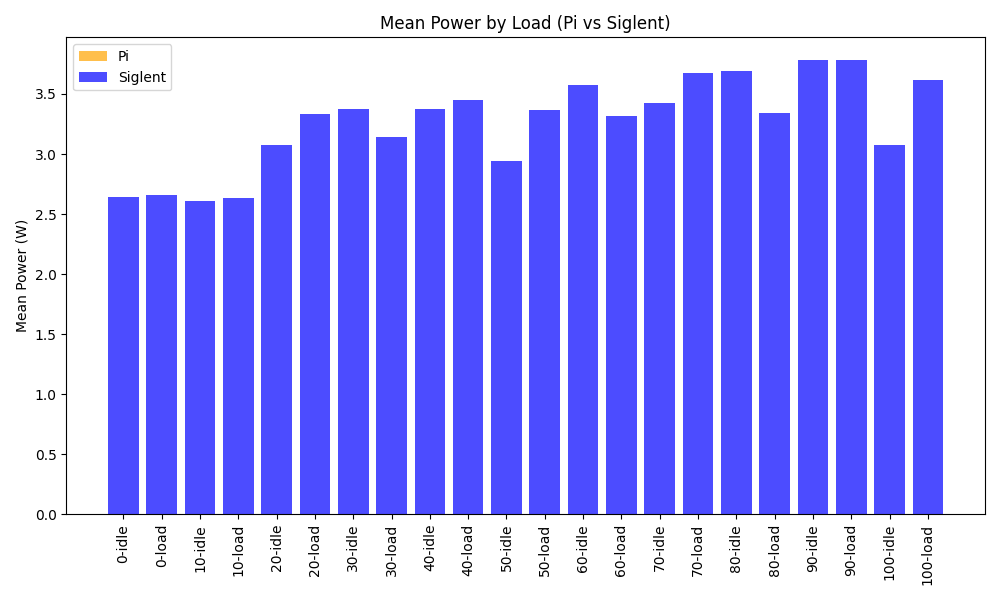 Mean Power by Load (Pi vs Siglent)
Pi
Siglent
Mean Power (W)
3.5
3.0
2.5
2.0
1.5
1.0
0.5
0.0
0-idle
0-load
10-idle
10-load
20-idle
20-load
30-idle
30-load
40-idle
40-load
50-idle
50-load
60-idle
60-load
70-idle
70-load
80-idle
80-load
90-idle
90-load
100-idle
100-load